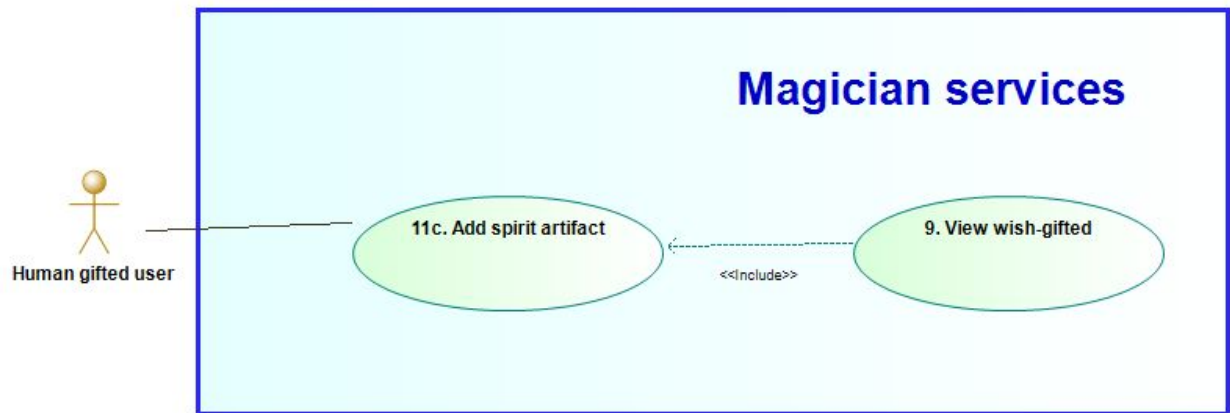 Magician services
11c. Add spirit artifact
9. View wish-gifted
<<Include>>
Human gifted user